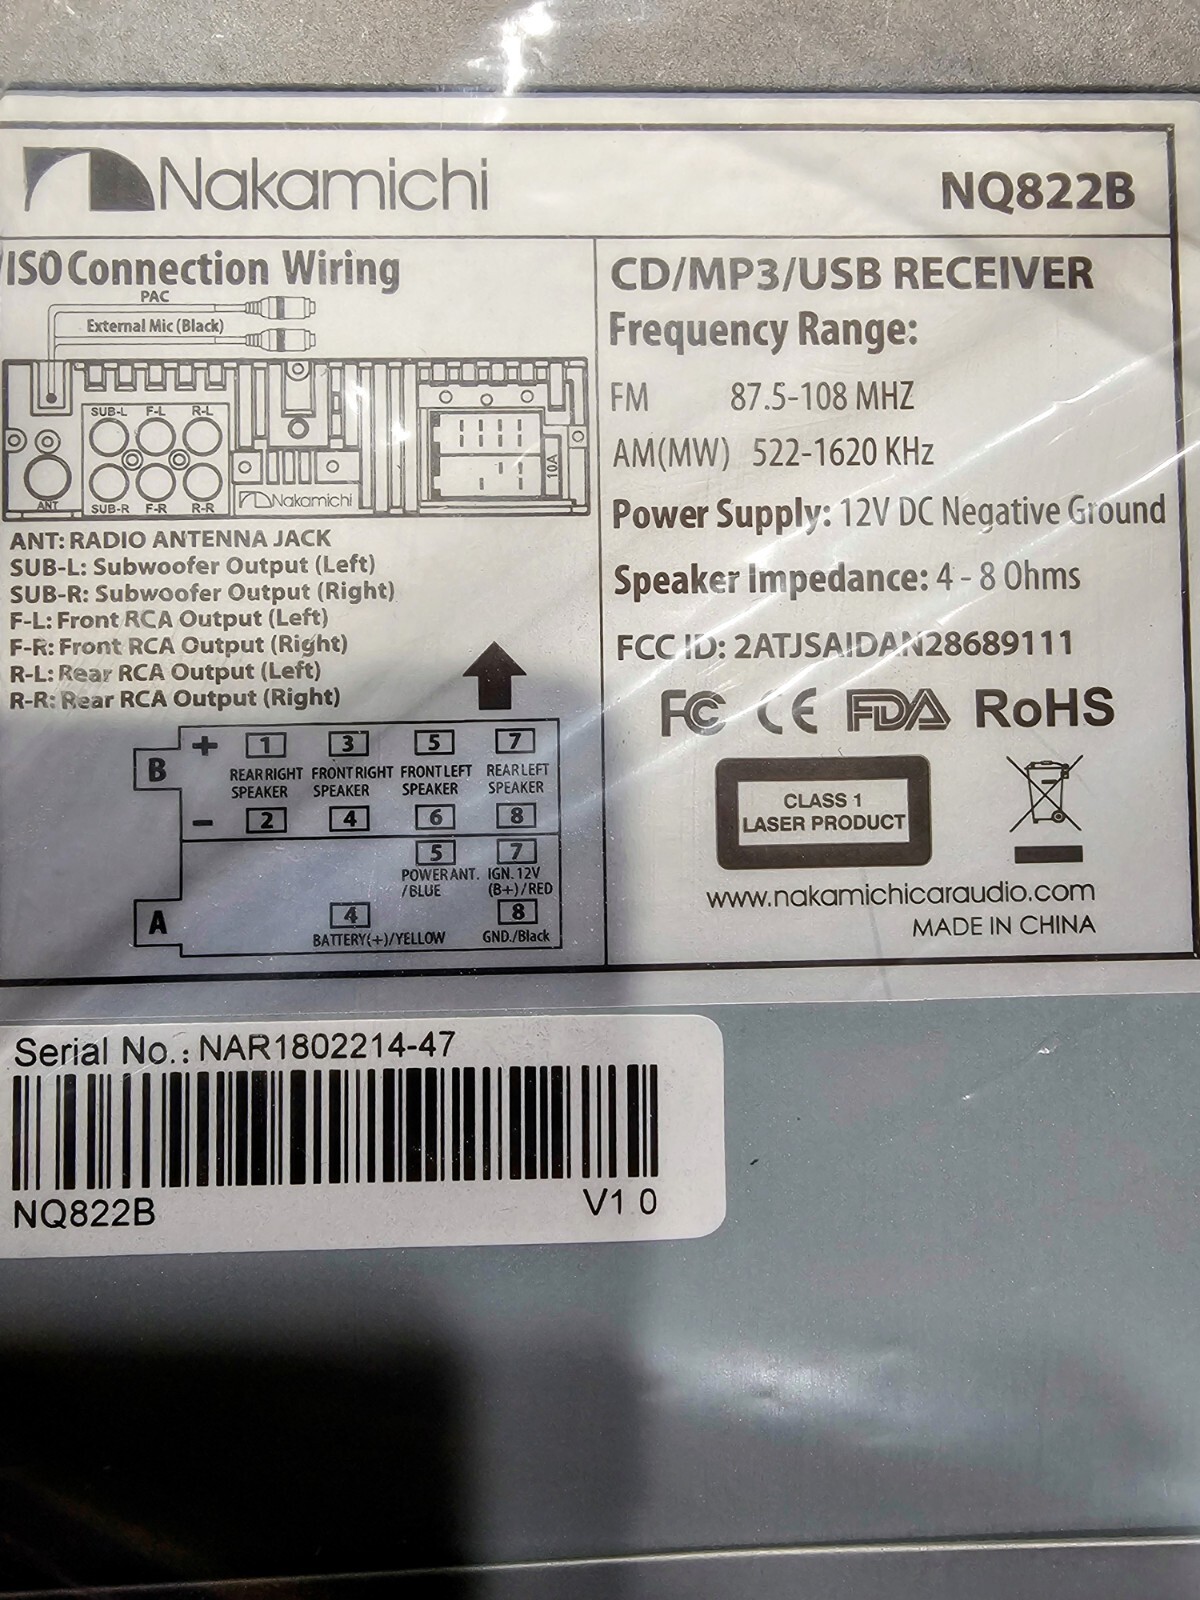 Nakamichi
NQ822B
ISO Connection Wiring
PAC
External Mic (Black)
SUB-L F-L R-L
ANT
SUB-R F-R R-R
Nakamichi
10A
ANT: RADIO ANTENNA JACK
SUB-L: Subwoofer Output (Left)
SUB-R: Subwoofer Output (Right)
F-L: Front RCA Output (Left)
F-R: Front RCA Output (Right)
R-L: Rear RCA Output (Left)
R-R: Rear RCA Output (Right)
B + 1 3 5 7
REAR RIGHT FRONT RIGHT FRONT LEFT REAR LEFT
SPEAKER SPEAKER SPEAKER SPEAKER
− 2 4 6 8
5 7
POWER ANT. IGN. 12V
/BLUE (B+)/RED
A 4 8
BATTERY(+)/YELLOW GND./Black
CD/MP3/USB RECEIVER
Frequency Range:
FM 87.5-108 MHZ
AM(MW) 522-1620 KHz
Power Supply: 12V DC Negative Ground
Speaker Impedance: 4 - 8 Ohms
FCC ID: 2ATJSAIDAN28689111
FC CE FDA RoHS
CLASS 1
LASER PRODUCT
www.nakamichicaraudio.com
MADE IN CHINA
Serial No.: NAR1802214-47
NQ822B V1 0